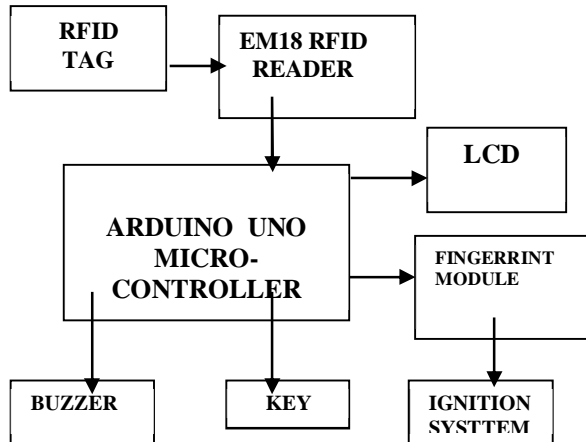 RFID
TAG
EM18 RFID
READER
LCD
ARDUINO UNO
MICRO-
CONTROLLER
FINGERRINT
MODULE
BUZZER
KEY
IGNITION
SYSTTEM